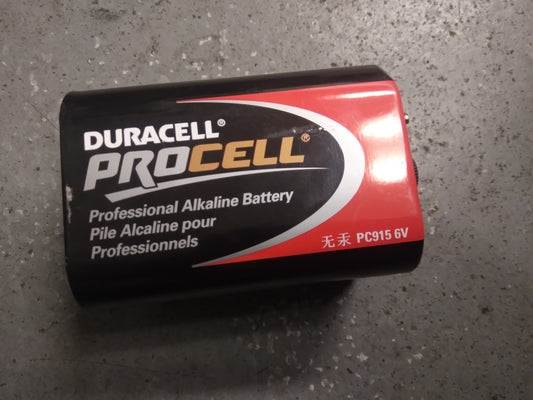 DURACELL®
PROCELL®
Professional Alkaline Battery
Pile Alcaline pour
Professionnels
无汞 PC915 6V